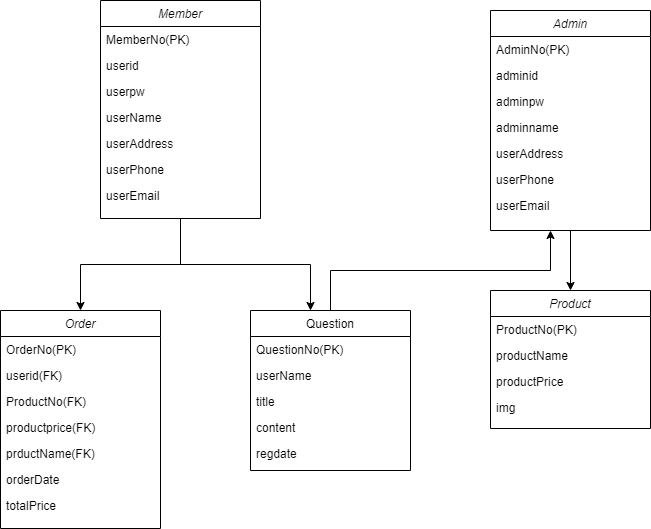 Member
MemberNo(PK)
userid
userpw
userName
userAddress
userPhone
userEmail
Admin
AdminNo(PK)
adminid
adminpw
adminname
userAddress
userPhone
userEmail
Order
OrderNo(PK)
userid(FK)
ProductNo(FK)
productprice(FK)
prductName(FK)
orderDate
totalPrice
Question
QuestionNo(PK)
userName
title
content
regdate
Product
ProductNo(PK)
productName
productPrice
img